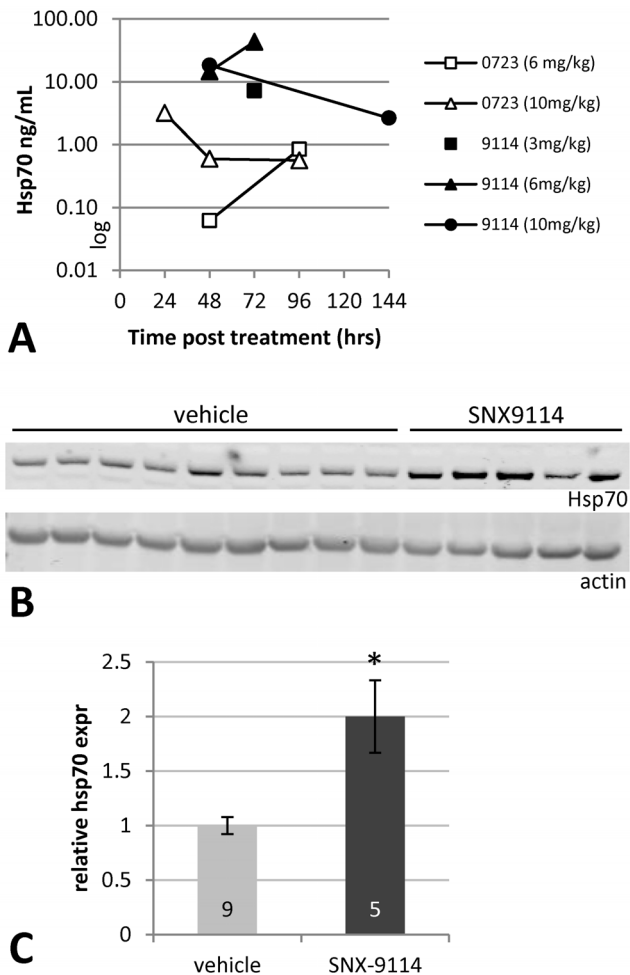 100.00
10.00
1.00
0.10
0.01
Hsp70 ng/mL
log
0 24 48 72 96 120 144
Time post treatment (hrs)
0723 (6 mg/kg)
0723 (10mg/kg)
9114 (3mg/kg)
9114 (6mg/kg)
9114 (10mg/kg)
A
vehicle SNX9114
Hsp70
actin
B
2.5
2
1.5
1
0.5
0
relative hsp70 expr
*
9 5
vehicle SNX-9114
C